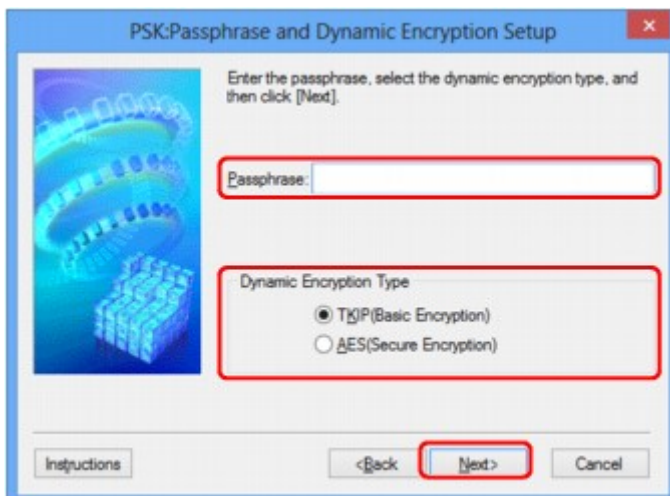 PSK:Passphrase and Dynamic Encryption Setup
Enter the passphrase, select the dynamic encryption type, and
then click [Next].
Passphrase:
Dynamic Encryption Type
TKIP(Basic Encryption)
AES(Secure Encryption)
Instructions
<Back
Next>
Cancel